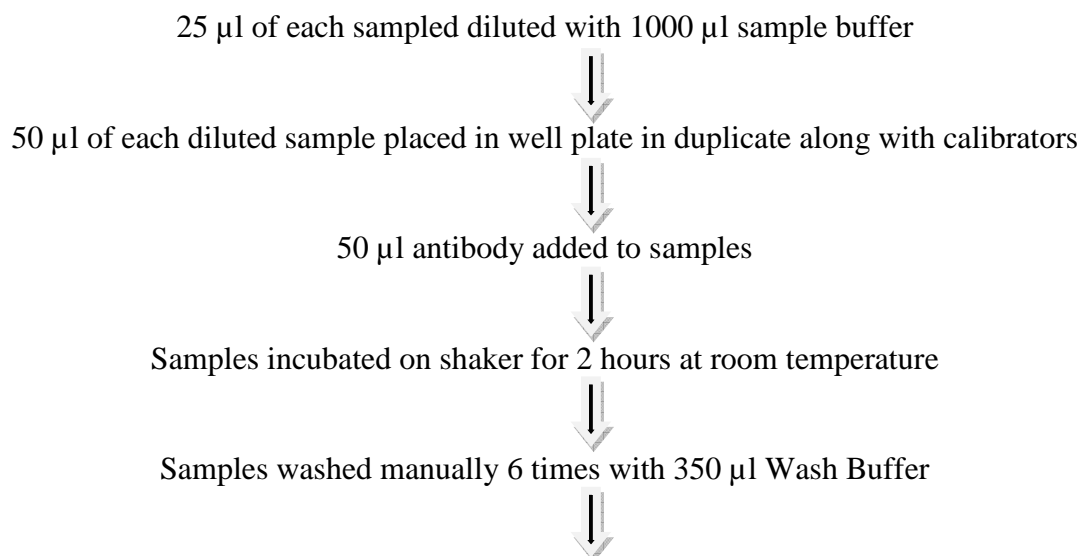 25 µl of each sampled diluted with 1000 µl sample buffer
50 µl of each diluted sample placed in well plate in duplicate along with calibrators
50 µl antibody added to samples
Samples incubated on shaker for 2 hours at room temperature
Samples washed manually 6 times with 350 µl Wash Buffer